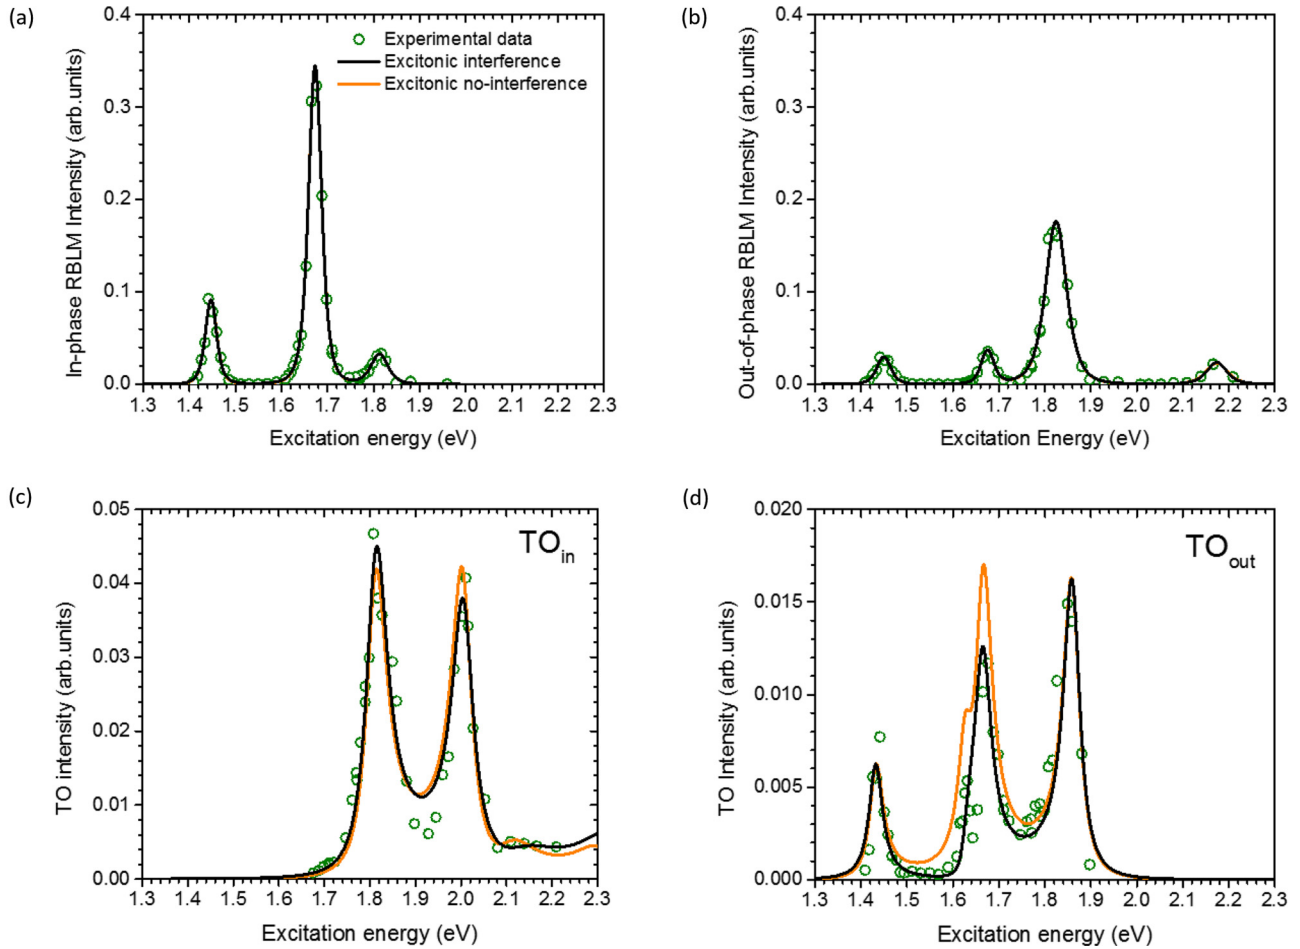 (a)
0.4
0.3
0.2
0.1
0.0
In-phase RBLM Intensity (arb.units)
Experimental data
Excitonic interference
Excitonic no-interference
1.3 1.4 1.5 1.6 1.7 1.8 1.9 2.0 2.1 2.2 2.3
Excitation energy (eV)
(b)
0.4
0.3
0.2
0.1
0.0
Out-of-phase RBLM Intensity (arb.units)
1.3 1.4 1.5 1.6 1.7 1.8 1.9 2.0 2.1 2.2 2.3
Excitation Energy (eV)
(c)
0.05
0.04
0.03
0.02
0.01
0.00
TO intensity (arb.units)
TOin
1.3 1.4 1.5 1.6 1.7 1.8 1.9 2.0 2.1 2.2 2.3
Excitation energy (eV)
(d)
0.020
0.015
0.010
0.005
0.000
TO Intensity (arb.units)
TOout
1.3 1.4 1.5 1.6 1.7 1.8 1.9 2.0 2.1 2.2 2.3
Excitation energy (eV)